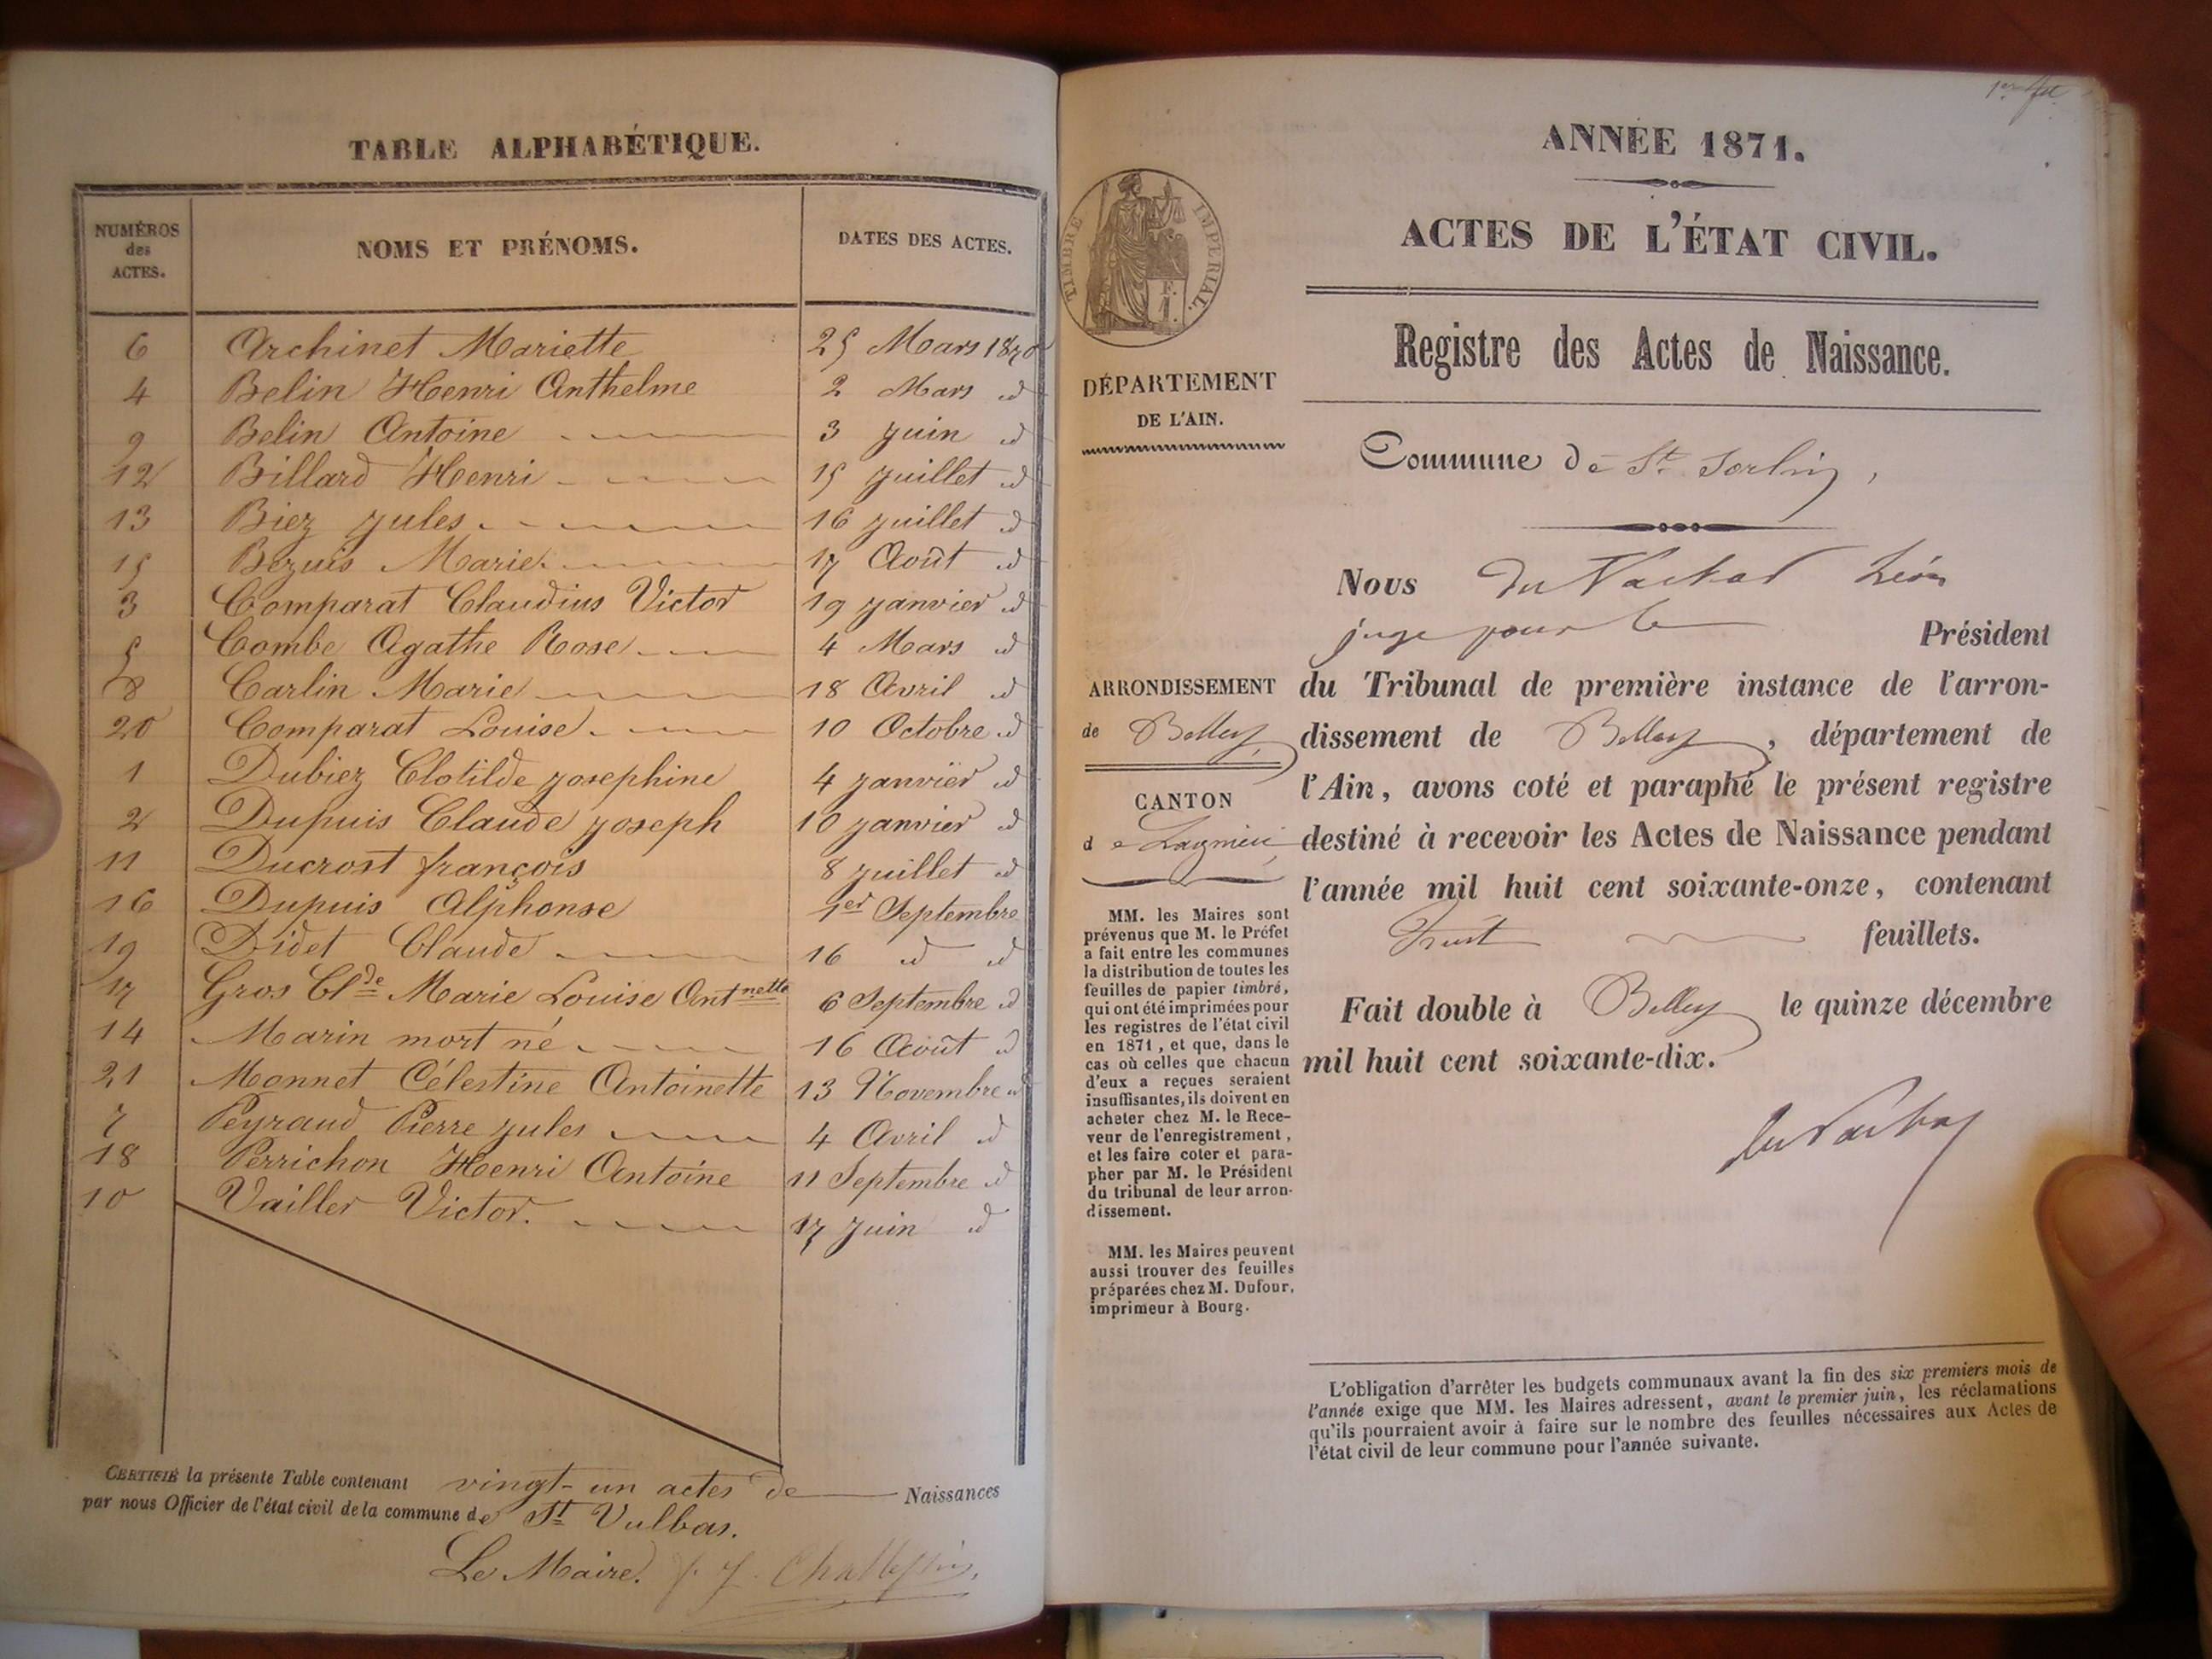 TABLE ALPHABÉTIQUE.
NUMÉROS des ACTES. NOMS ET PRÉNOMS. DATES DES ACTES.
6 Archinet Mariette 25 Mars 1870
4 Belin Henri Anthelme 2 Mars d
9 Belin Antoine 3 juin d
12 Billard Henri 15 juillet d
13 Biez jules 16 juillet d
15 Bozuis Marie 17 Août d
3 Comparat Claudius Victor 19 janvier d
5 Combe Agathe Rose 4 Mars d
8 Carlin Marie 18 Avril d
20 Comparat Louise 10 Octobre d
1 Dubiez Clotilde josephine 4 janvier d
2 Dupuis Claude joseph 10 janvier d
11 Ducrost françois 8 juillet d
16 Dupuis Alphonse 1er Septembre
19 Didet Claude 16 d d
17 Gros Clde Marie Louise Antnette 6 Septembre d
14 Marin mort né 16 Août d
21 Monnet Célestine Antoinette 13 Novembre d
7 Peyraud Pierre jules 4 Avril d
18 Perrichon Henri Antoine 11 Septembre d
10 Vailler Victor. 17 juin d
CERTIFIÉ la présente Table contenant vingt-un actes de Naissances
par nous Officier de l'état civil de la commune de St Vulbas.
Le Maire.
1er
ANNÉE 1871.
TIMBRE IMPÉRIAL.
1 F.
ACTES DE L'ÉTAT CIVIL.
Registre des Actes de Naissance.
DÉPARTEMENT
DE L'AIN.
Commune de St Sorlin,
Nous Léon
juge pour le Président
ARRONDISSEMENT
de Belley
du Tribunal de première instance de l'arron-
dissement de Belley, département de
l'Ain, avons coté et paraphé le présent registre
destiné à recevoir les Actes de Naissance pendant
l'année mil huit cent soixante-onze, contenant
huit feuillets.
CANTON
de Lagnieu
Fait double à Belley le quinze décembre
mil huit cent soixante-dix.
MM. les Maires sont
prévenus que M. le Préfet
a fait entre les communes
la distribution de toutes les
feuilles de papier timbré,
qui ont été imprimées pour
les registres de l'état civil
en 1871, et que, dans le
cas où celles que chacun
d'eux a reçues seraient
insuffisantes, ils doivent en
acheter chez M. le Rece-
veur de l'enregistrement,
et les faire coter et para-
pher par M. le Président
du tribunal de leur arron-
dissement.
MM. les Maires peuvent
aussi trouver des feuilles
préparées chez M. Dufour,
imprimeur à Bourg.
L'obligation d'arrêter les budgets communaux avant la fin des six premiers mois de
l'année exige que MM. les Maires adressent, avant le premier juin, les réclamations
qu'ils pourraient avoir à faire sur le nombre des feuilles nécessaires aux Actes de
l'état civil de leur commune pour l'année suivante.